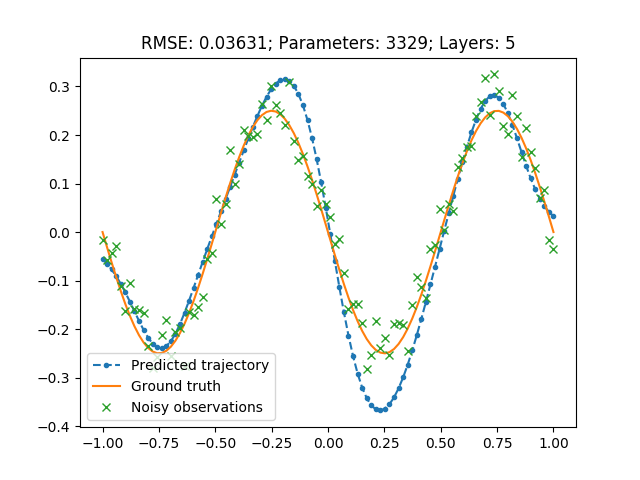 RMSE: 0.03631; Parameters: 3329; Layers: 5
0.3
0.2
0.1
0.0
−0.1
−0.2
−0.3
−0.4
Predicted trajectory
Ground truth
Noisy observations
−1.00 −0.75 −0.50 −0.25 0.00 0.25 0.50 0.75 1.00